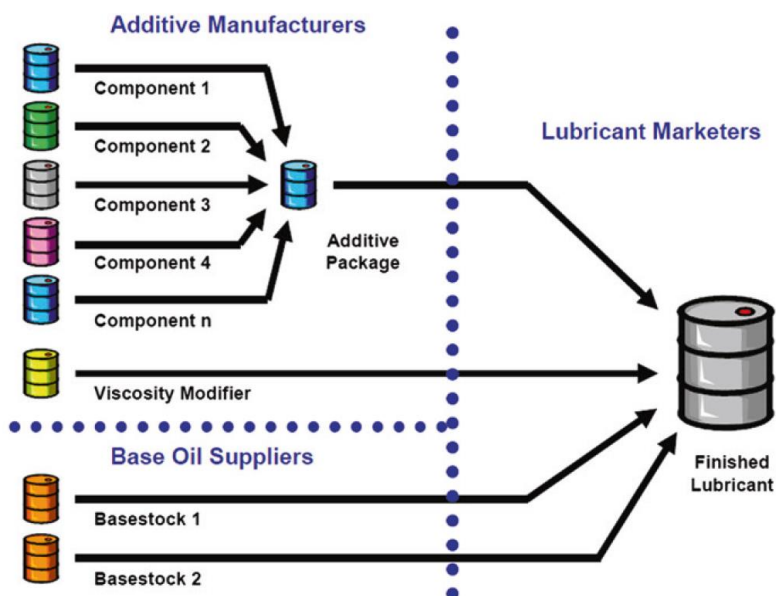 Additive Manufacturers
Component 1
Component 2
Component 3
Component 4
Component n
Additive
Package
Viscosity Modifier
Lubricant Marketers
Base Oil Suppliers
Basestock 1
Basestock 2
Finished
Lubricant